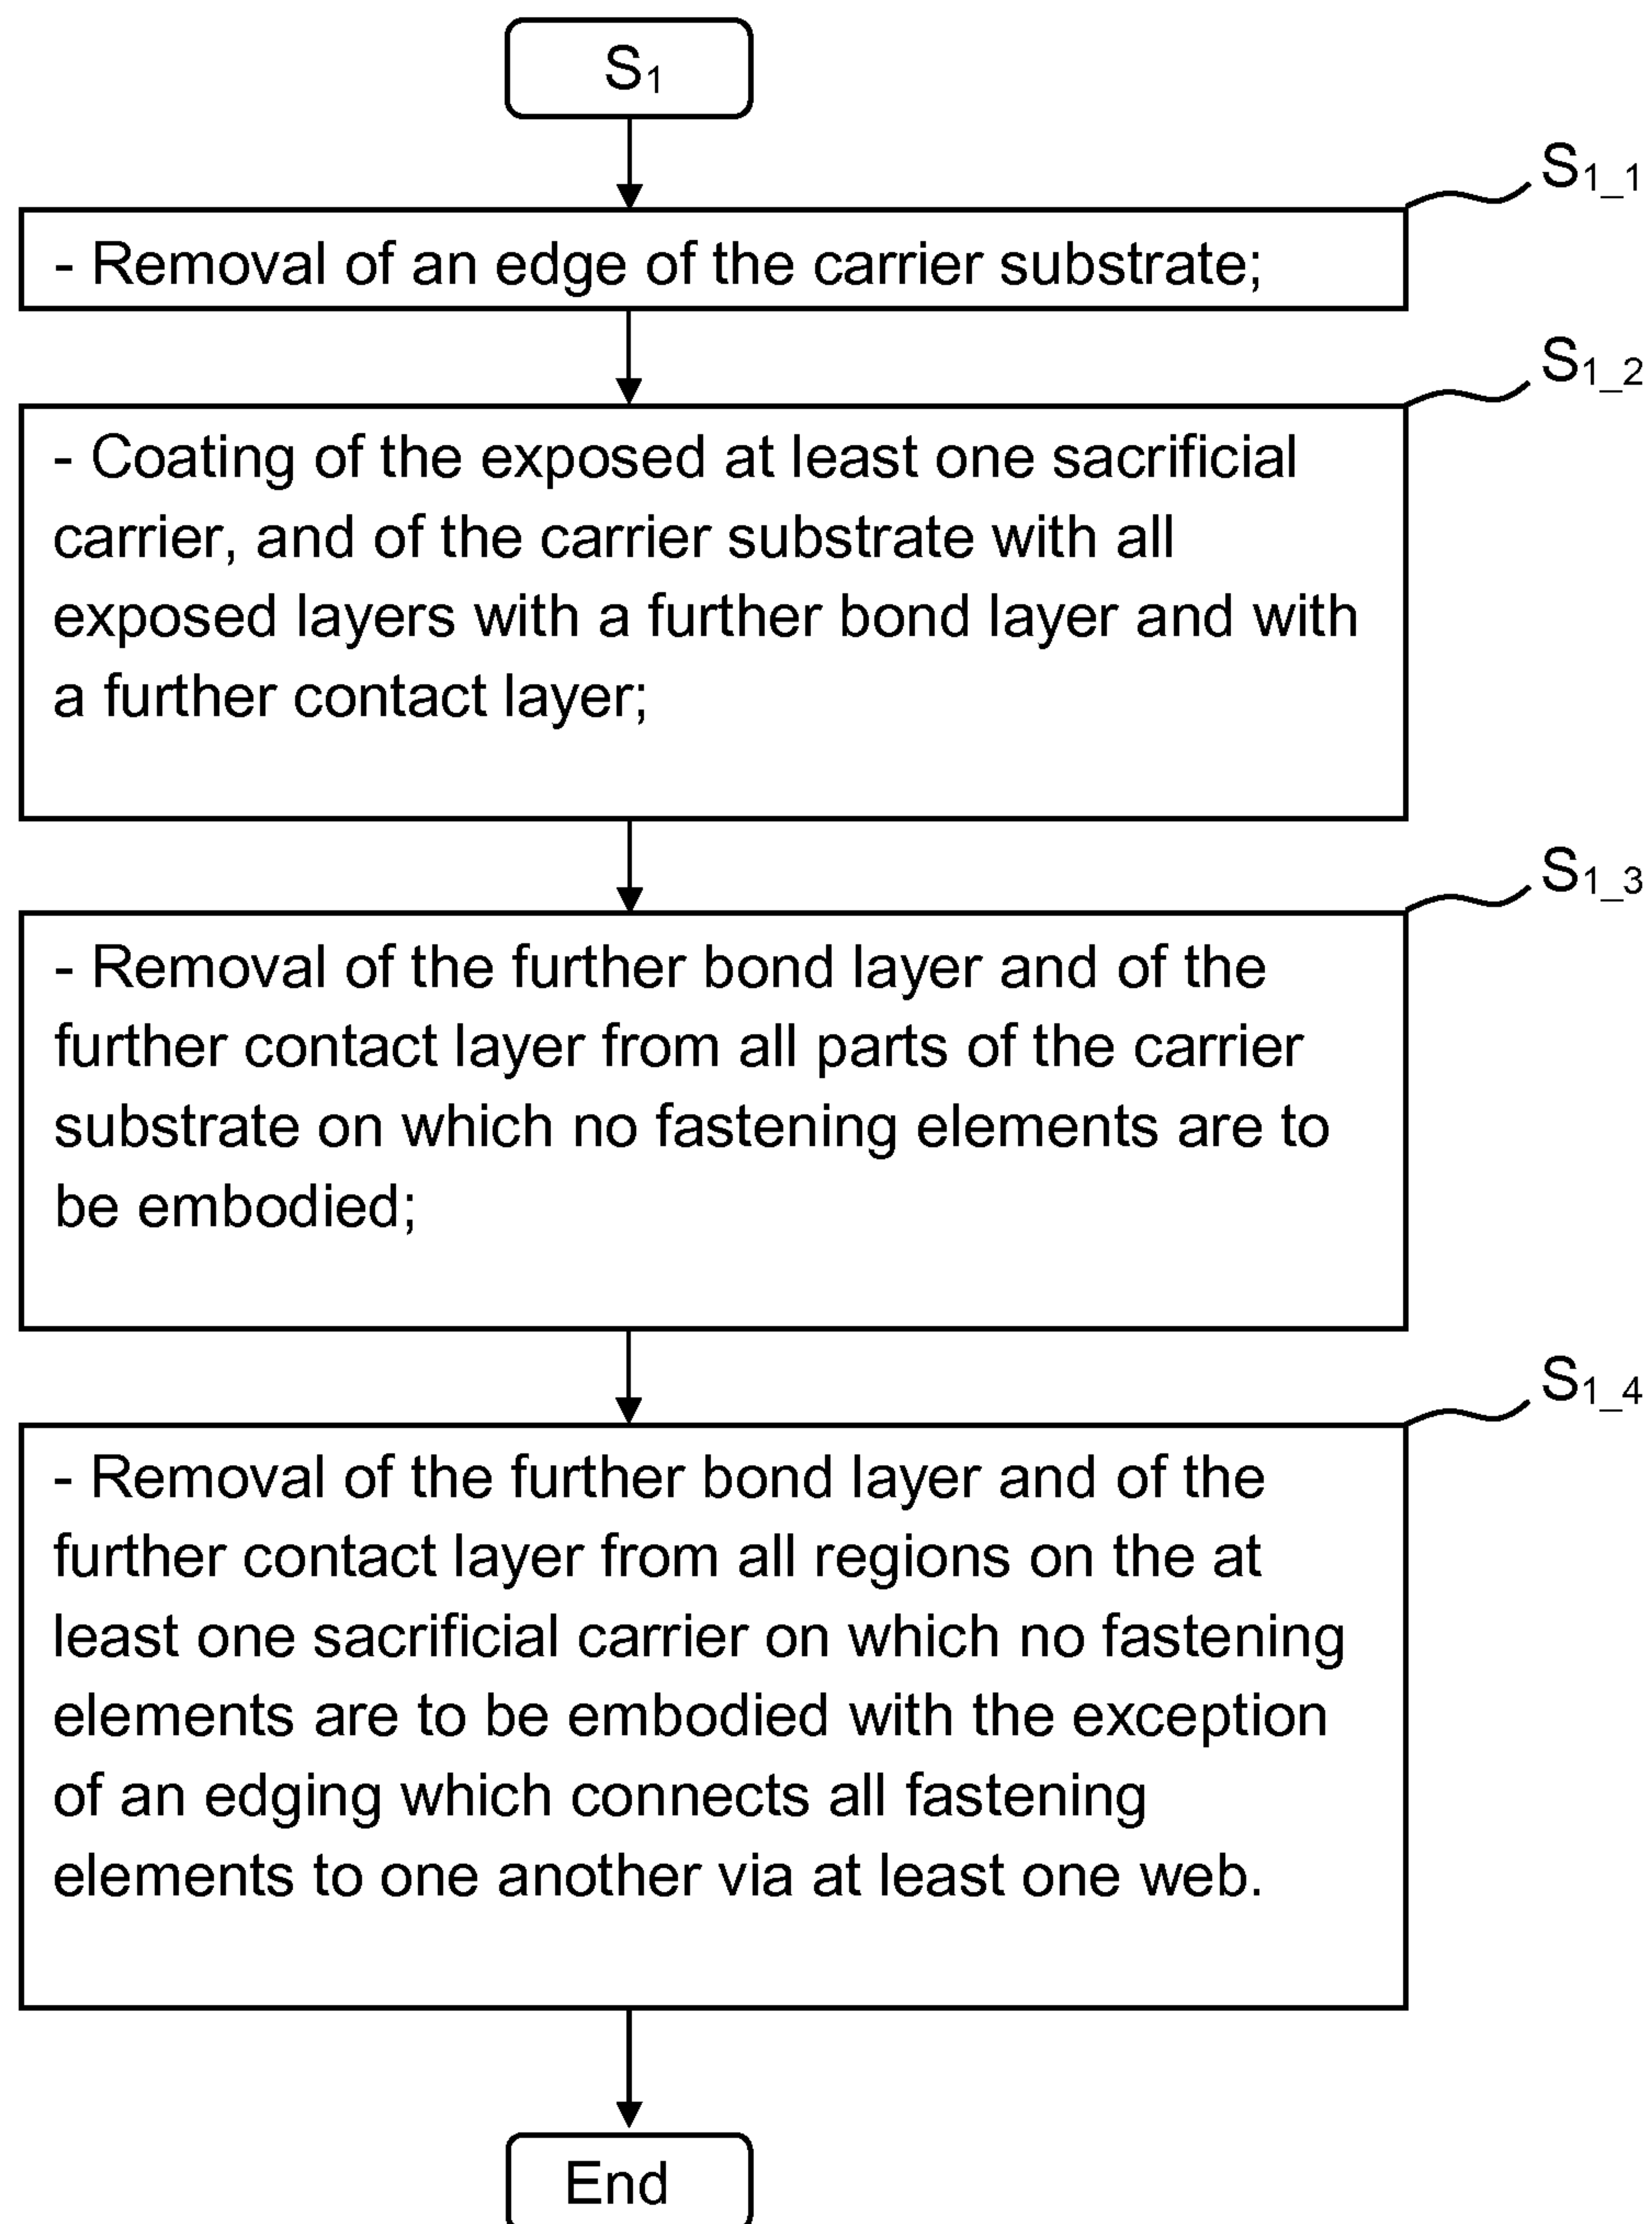 S1
S1_1
- Removal of an edge of the carrier substrate;
S1_2
- Coating of the exposed at least one sacrificial
carrier, and of the carrier substrate with all
exposed layers with a further bond layer and with
a further contact layer;
S1_3
- Removal of the further bond layer and of the
further contact layer from all parts of the carrier
substrate on which no fastening elements are to
be embodied;
S1_4
- Removal of the further bond layer and of the
further contact layer from all regions on the at
least one sacrificial carrier on which no fastening
elements are to be embodied with the exception
of an edging which connects all fastening
elements to one another via at least one web.
End